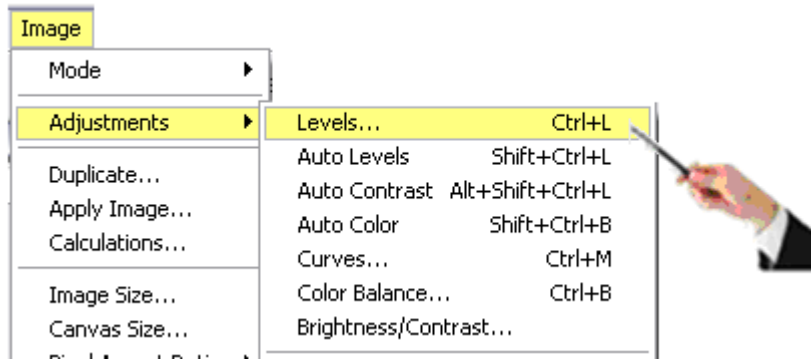 Image
Mode
Adjustments
Duplicate...
Apply Image...
Calculations...
Image Size...
Canvas Size...
Levels... Ctrl+L
Auto Levels Shift+Ctrl+L
Auto Contrast Alt+Shift+Ctrl+L
Auto Color Shift+Ctrl+B
Curves... Ctrl+M
Color Balance... Ctrl+B
Brightness/Contrast...